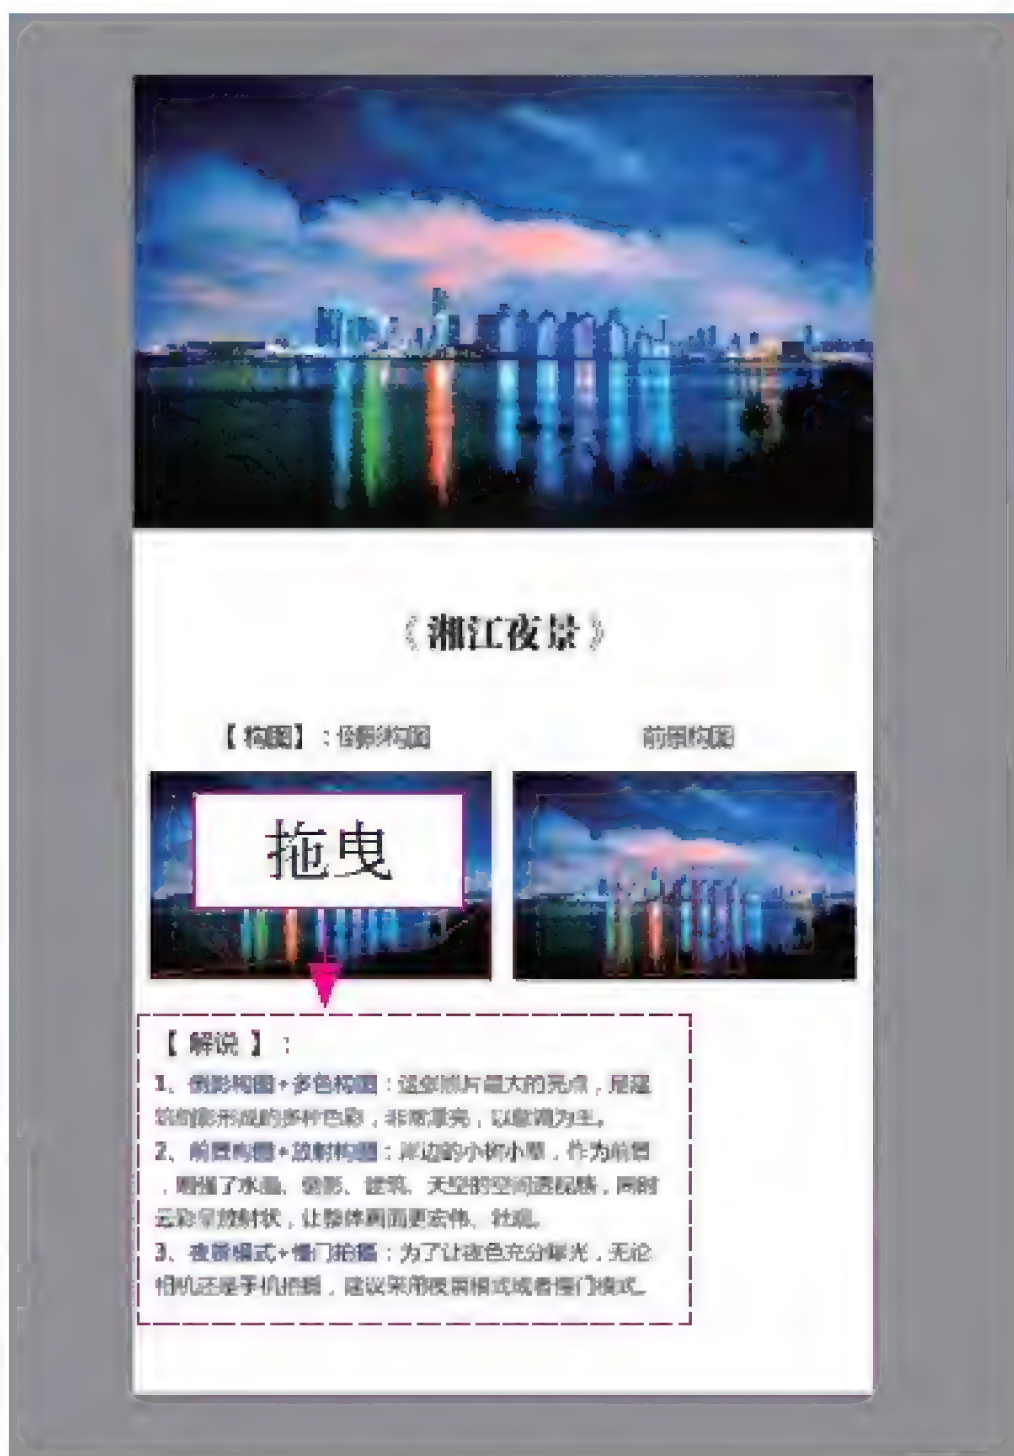 《湘江夜景》
【构图】：倒影构图
前景构图
拖曳
【解说】：
1、倒影构图+多色构图：这张照片最大的亮点，是建
筑倒影形成的多种色彩，非常漂亮，以蓝调为主。
2、前景构图+放射构图：岸边的小树小草，作为前景
，增强了水面、倒影、建筑、天空的空间透视感，同时
云彩呈放射状，让整体画面更宏伟、壮观。
3、夜景模式+慢门拍摄：为了让夜色充分曝光，无论
相机还是手机拍摄，建议采用夜景模式或者慢门模式。